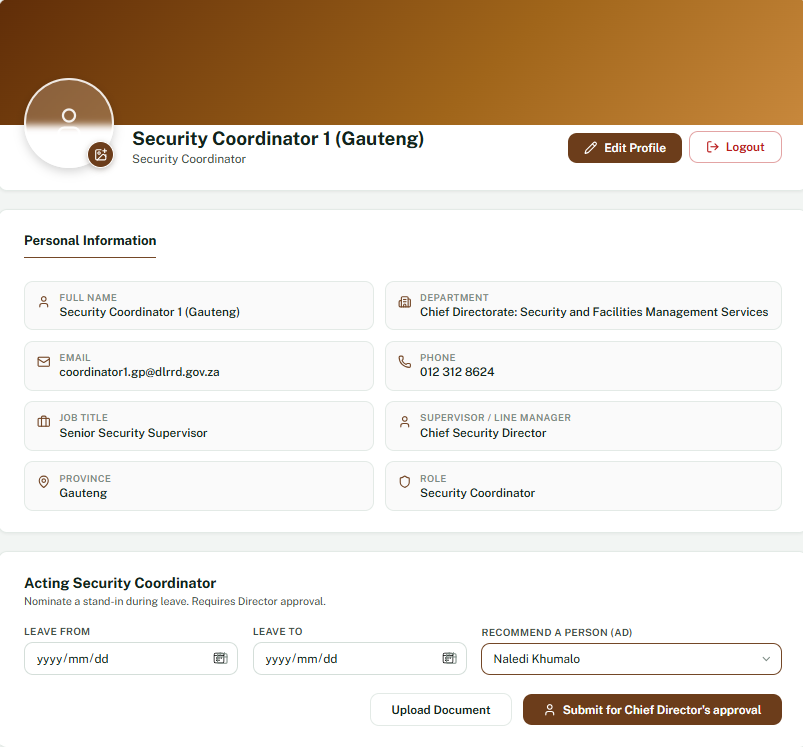 Security Coordinator 1 (Gauteng)
Security Coordinator
Edit Profile
Logout
Personal Information
FULL NAME
Security Coordinator 1 (Gauteng)
DEPARTMENT
Chief Directorate: Security and Facilities Management Services
EMAIL
coordinator1.gp@dlrrd.gov.za
PHONE
012 312 8624
JOB TITLE
Senior Security Supervisor
SUPERVISOR / LINE MANAGER
Chief Security Director
PROVINCE
Gauteng
ROLE
Security Coordinator
Acting Security Coordinator
Nominate a stand-in during leave. Requires Director approval.
LEAVE FROM
yyyy/mm/dd
LEAVE TO
yyyy/mm/dd
RECOMMEND A PERSON (AD)
Naledi Khumalo
Upload Document
Submit for Chief Director's approval